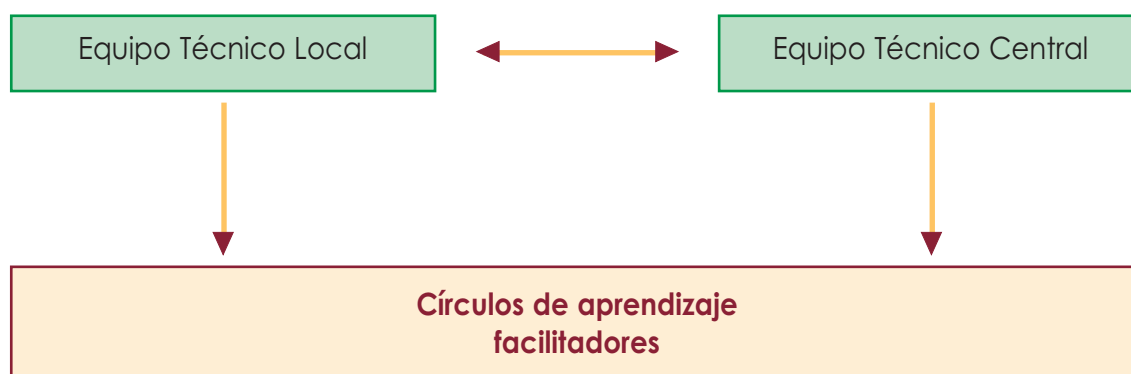 Equipo Técnico Local
Equipo Técnico Central
Círculos de aprendizaje
facilitadores